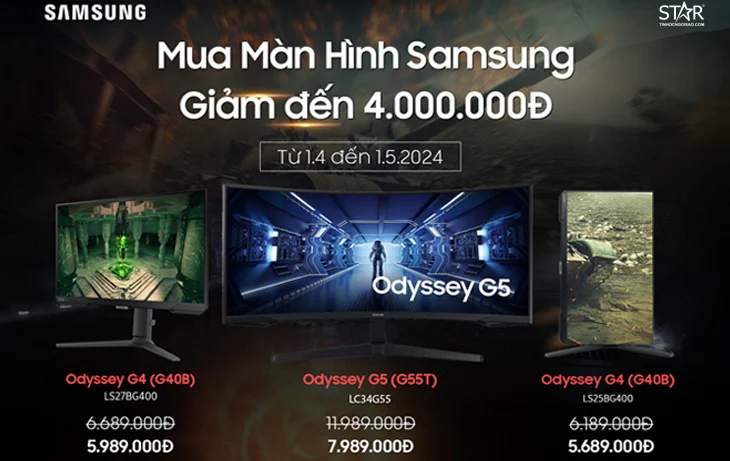 SAMSUNG
STAR
TINHOCNGOISAO.COM
Mua Màn Hình Samsung
Giảm đến 4.000.000Đ
Từ 1.4 đến 1.5.2024
Odyssey G5
Odyssey G4 (G40B)
LS27BG400
6.689.000Đ
5.989.000Đ
Odyssey G5 (G55T)
LC34G55
11.989.000Đ
7.989.000Đ
Odyssey G4 (G40B)
LS25BG400
6.189.000Đ
5.689.000Đ